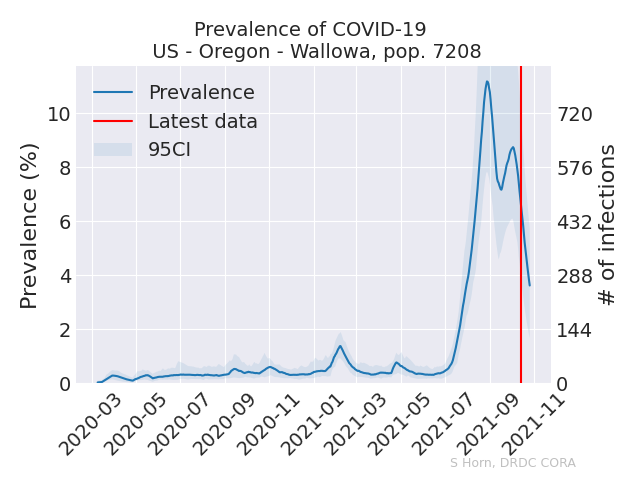 Prevalence of COVID-19
US - Oregon - Wallowa, pop. 7208
Prevalence
Latest data
95CI
Prevalence (%)
10
8
6
4
2
0
720
576
432
288
144
0
# of infections
2020-03
2020-05
2020-07
2020-09
2020-11
2021-01
2021-03
2021-05
2021-07
2021-09
2021-11
S Horn, DRDC CORA